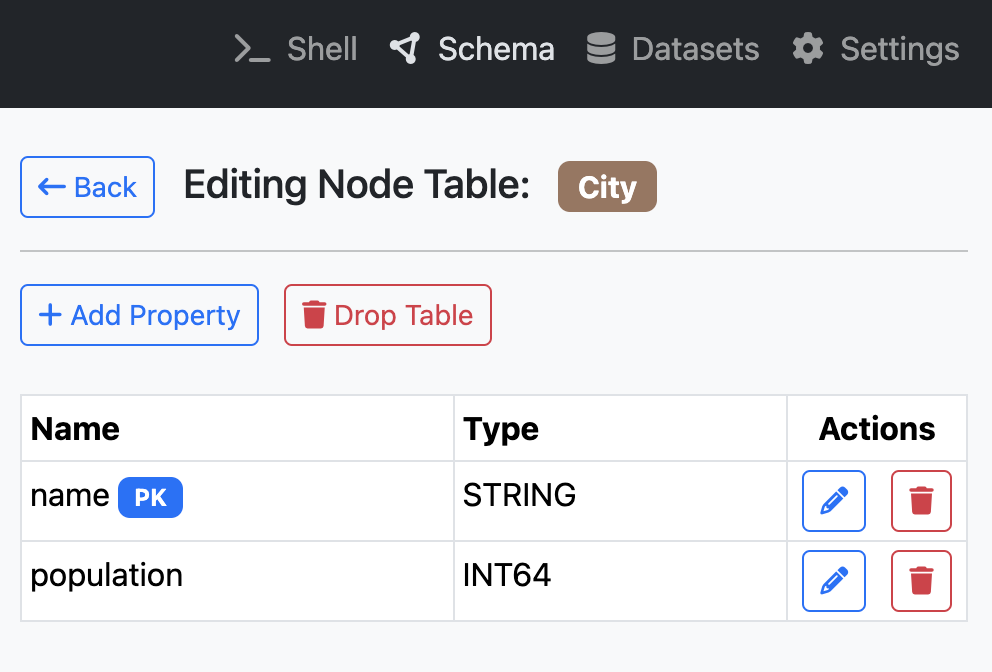 Shell Schema Datasets Settings
Back Editing Node Table: City
Add Property Drop Table
Name Type Actions
name PK STRING
population INT64